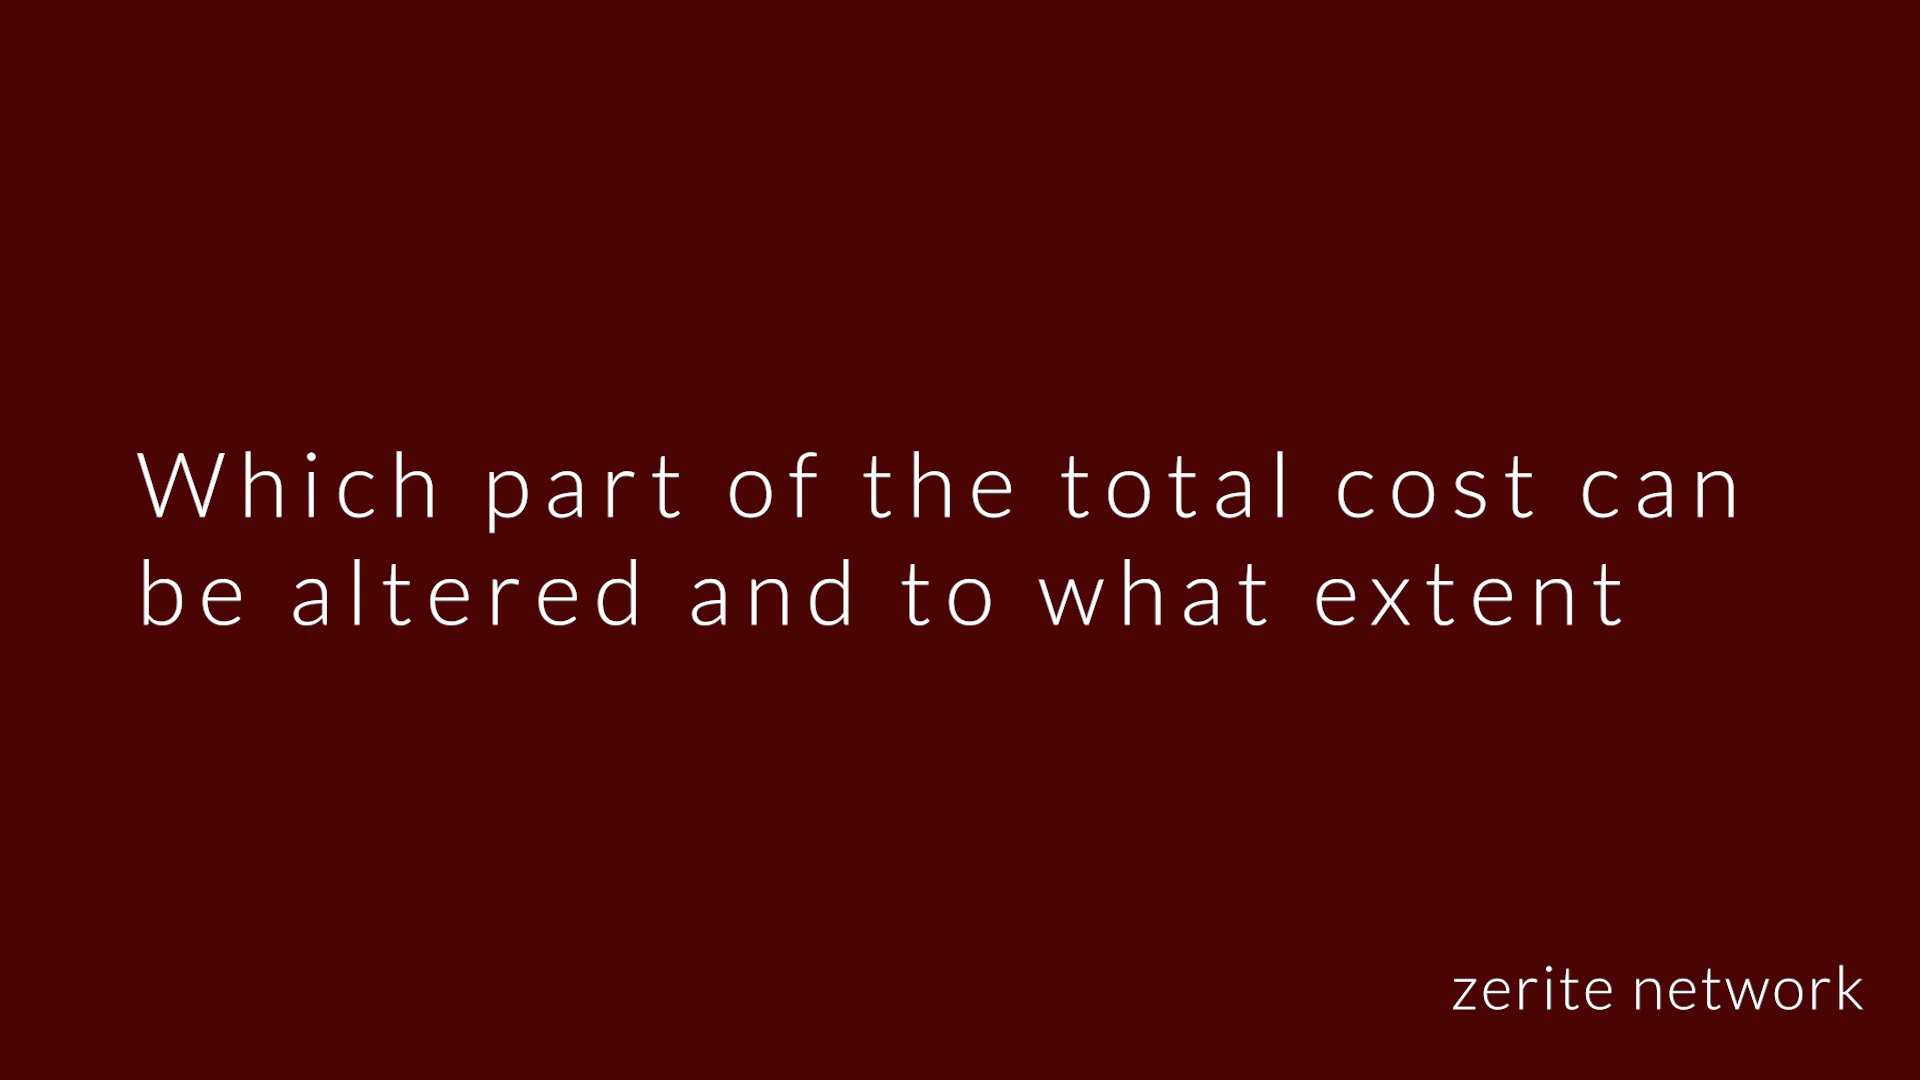 Which part of the total cost can
be altered and to what extent
zerite network